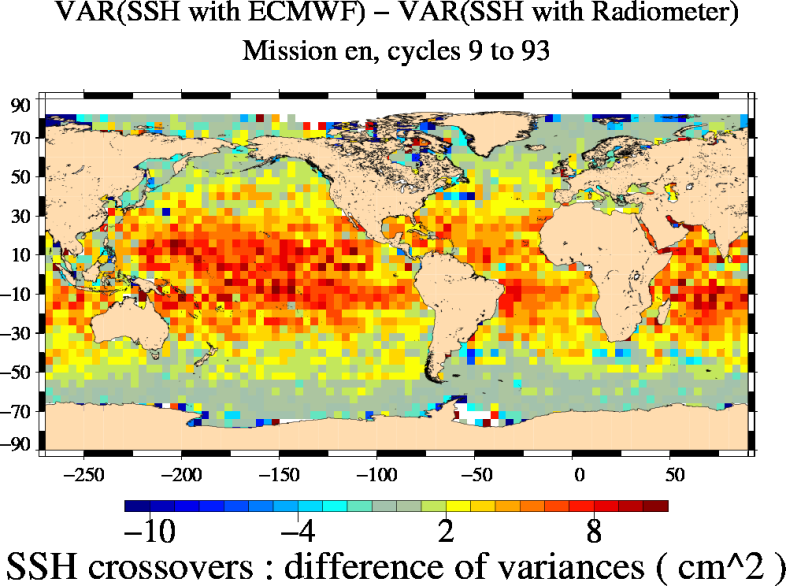 VAR(SSH with ECMWF) − VAR(SSH with Radiometer)
Mission en, cycles 9 to 93
90
70
50
30
10
−10
−30
−50
−70
−90
−250 −200 −150 −100 −50 0 50
−10 −4 2 8
SSH crossovers : difference of variances ( cm^2 )